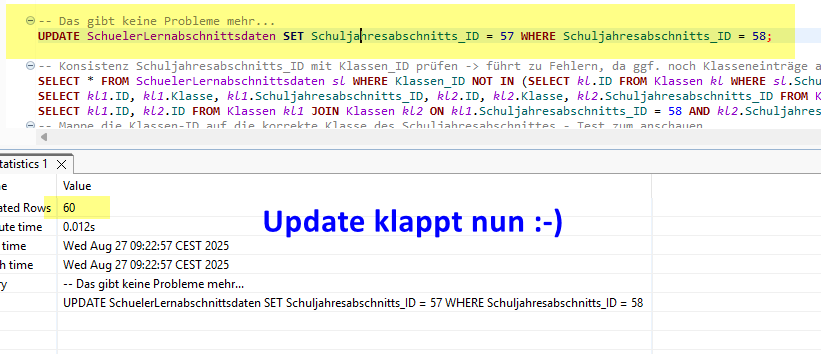 -- Das gibt keine Probleme mehr...
UPDATE SchuelerLernabschnittsdaten SET Schuljahresabschnitts_ID = 57 WHERE Schuljahresabschnitts_ID = 58;
-- Konsistenz Schuljahresabschnitts_ID mit Klassen_ID prüfen -> führt zu Fehlern, da ggf. noch Klasseneinträge a
SELECT * FROM SchuelerLernabschnittsdaten sl WHERE Klassen_ID NOT IN (SELECT kl.ID FROM Klassen kl WHERE sl.Schu
SELECT kl1.ID, kl1.Klasse, kl1.Schuljahresabschnitts_ID, kl2.ID, kl2.Klasse, kl2.Schuljahresabschnitts_ID FROM K
SELECT kl1.ID, kl2.ID FROM Klassen kl1 JOIN Klassen kl2 ON kl1.Schuljahresabschnitts_ID = 58 AND kl2.Schuljahres
-- Mappe die Klassen-ID auf die korrekte Klasse des Schuljahresabschnittes - Test zum anschauen
tatistics 1
me Value
ated Rows 60
ute time 0.012s
time Wed Aug 27 09:22:57 CEST 2025
h time Wed Aug 27 09:22:57 CEST 2025
ry -- Das gibt keine Probleme mehr...
UPDATE SchuelerLernabschnittsdaten SET Schuljahresabschnitts_ID = 57 WHERE Schuljahresabschnitts_ID = 58
Update klappt nun :-)